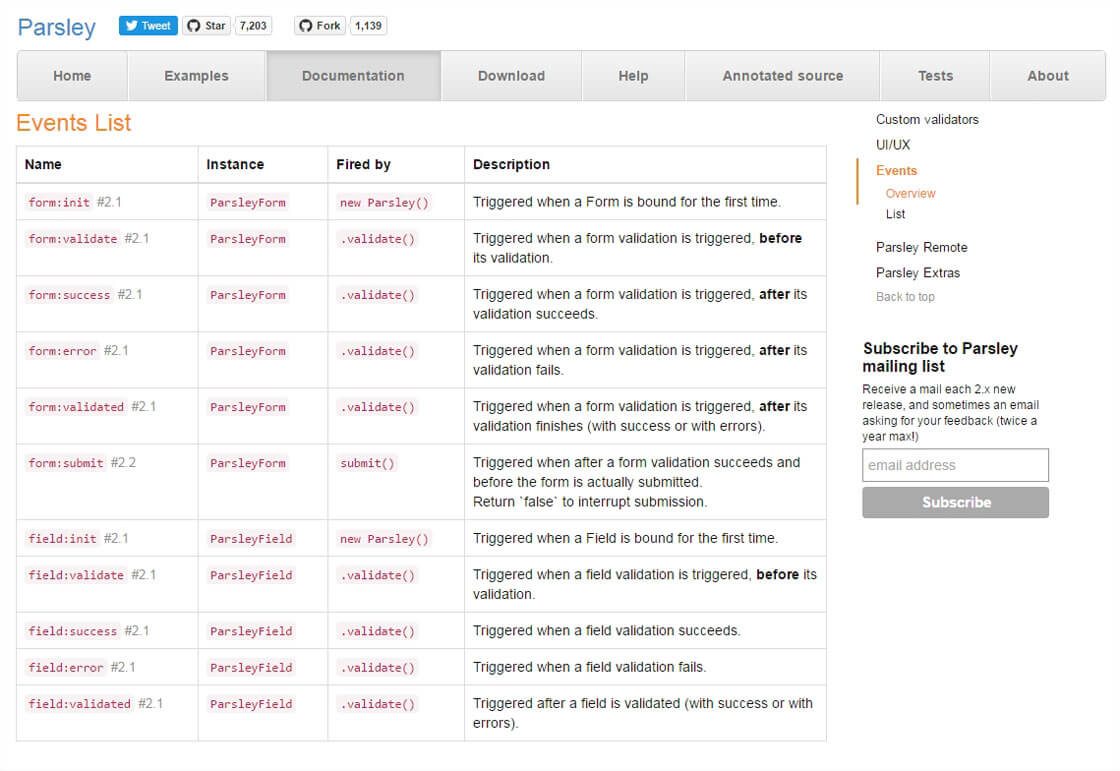 Parsley
Tweet
Star
7,203
Fork
1,139
Home
Examples
Documentation
Download
Help
Annotated source
Tests
About
Events List
Name Instance Fired by Description
form:init #2.1 ParsleyForm new Parsley() Triggered when a Form is bound for the first time.
form:validate #2.1 ParsleyForm .validate() Triggered when a form validation is triggered, before
its validation.
form:success #2.1 ParsleyForm .validate() Triggered when a form validation is triggered, after its
validation succeeds.
form:error #2.1 ParsleyForm .validate() Triggered when a form validation is triggered, after its
validation fails.
form:validated #2.1 ParsleyForm .validate() Triggered when a form validation is triggered, after its
validation finishes (with success or with errors).
form:submit #2.2 ParsleyForm submit() Triggered when after a form validation succeeds and
before the form is actually submitted.
Return `false` to interrupt submission.
field:init #2.1 ParsleyField new Parsley() Triggered when a Field is bound for the first time.
field:validate #2.1 ParsleyField .validate() Triggered when a field validation is triggered, before its
validation.
field:success #2.1 ParsleyField .validate() Triggered when a field validation succeeds.
field:error #2.1 ParsleyField .validate() Triggered when a field validation fails.
field:validated #2.1 ParsleyField .validate() Triggered after a field is validated (with success or with
errors).
Custom validators
UI/UX
Events
Overview
List
Parsley Remote
Parsley Extras
Back to top
Subscribe to Parsley
mailing list
Receive a mail each 2.x new
release, and sometimes an email
asking for your feedback (twice a
year max!)
email address
Subscribe